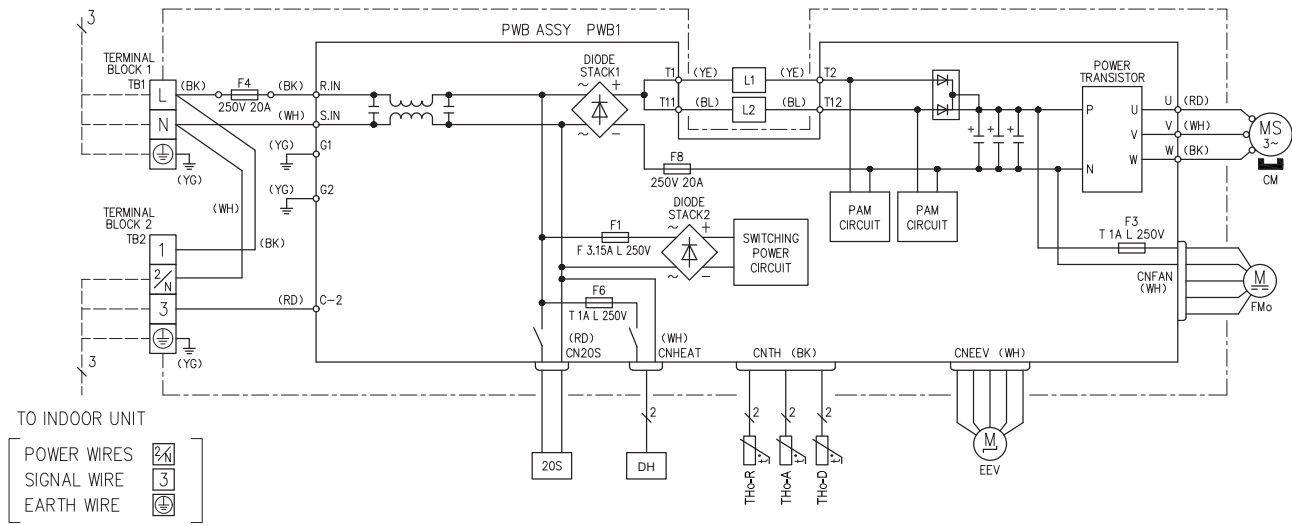 3
PWB ASSY PWB1
TERMINAL
BLOCK 1
TB1
L
N
(YG)
(BK)
F4
250V 20A
(BK)
R.IN
(WH)
S.IN
(YG)
G1
(YG)
G2
(WH)
(BK)
DIODE
STACK1
~
+
~
−
T1
(YE)
L1
(YE)
T2
T11
(BL)
L2
(BL)
T12
F8
250V 20A
+
+
+
POWER
TRANSISTOR
P
N
U
V
W
U
(RD)
V
(WH)
W
(BK)
MS
3~
CM
PAM
CIRCUIT
PAM
CIRCUIT
F3
T 1A L 250V
CNFAN
(WH)
M
FMo
TERMINAL
BLOCK 2
TB2
1
2/N
3
(YG)
3
(RD)
C-2
DIODE
STACK2
~
+
~
−
F1
F 3.15A L 250V
SWITCHING
POWER
CIRCUIT
F6
T 1A L 250V
(RD)
CN20S
(WH)
CNHEAT
CNTH (BK)
CNEEV (WH)
20S
2
DH
2
2
2
t°
t°
t°
THo-R
THo-A
THo-D
M
EEV
TO INDOOR UNIT
POWER WIRES 2/N
SIGNAL WIRE 3
EARTH WIRE